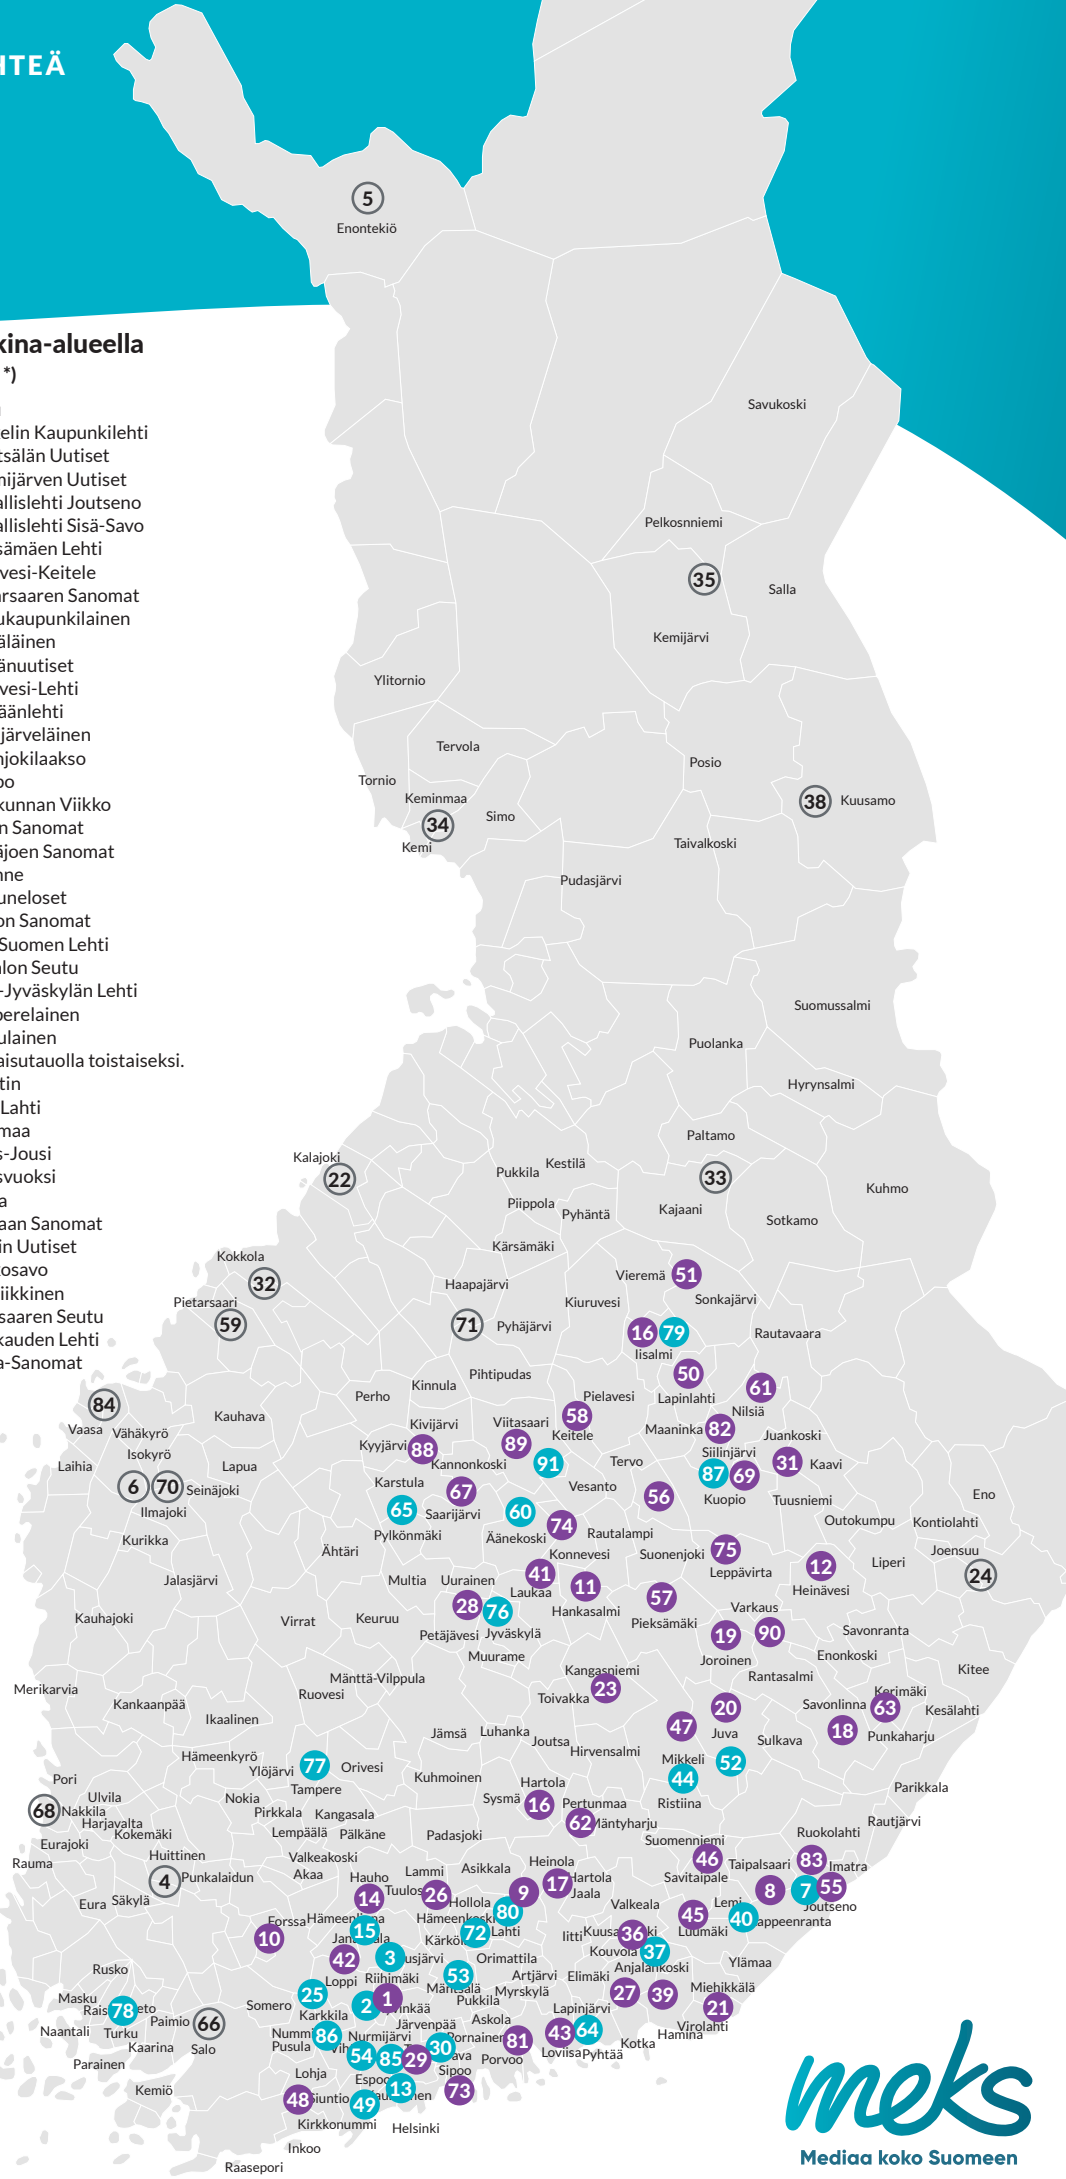 HTEÄ
kina-alueella
*)
elin Kaupunkilehti
tsälän Uutiset
mijärven Uutiset
allislehti Joutseno
allislehti Sisä-Savo
sämäen Lehti
vesi-Keitele
arsaaren Sanomat
ukaupunkilainen
äläinen
änuutiset
vesi-Lehti
äänlehti
järveläinen
njokilaakso
oo
kunnan Viikko
n Sanomat
äjoen Sanomat
nne
uneloset
on Sanomat
Suomen Lehti
alon Seutu
-Jyväskylän Lehti
perelainen
ulainen
aisutauolla toistaiseksi.
tin
Lahti
maa
s-Jousi
svuoksi
a
aan Sanomat
in Uutiset
kosavo
iikkinen
saaren Seutu
kauden Lehti
a-Sanomat
5
Enontekiö
Savukoski
Pelkosnniemi
35
Salla
Kemijärvi
Ylitornio
Tervola
Posio
Tornio
Keminmaa
38 Kuusamo
34
Simo
Kemi
Taivalkoski
Pudasjärvi
Suomussalmi
Puolanka
Hyrynsalmi
Paltamo
Kalajoki
22
Pukkila
Kestilä
33
Kuhmo
Piippola
Pyhäntä
Kajaani
Sotkamo
Kärsämäki
Kokkola
32
Haapajärvi
Vieremä 51
Sonkajärvi
Pietarsaari
59
Kiuruvesi
71 Pyhäjärvi
16 79
Iisalmi
Rautavaara
Pihtipudas
50
Lapinlahti
61
Nilsiä
Perho
Kinnula
Pielavesi
58
Keitele
84
Vaasa
Vähäkyrö
Kauhava
Kivijärvi
Viitasaari
Maaninka 82
Juankoski
Isokyrö
Kyyjärvi 88
89
Siilinjärvi
31 Kaavi
Laihia
Lapua
Kannonkoski
91
Tervo
87 69
Kuopio
6 70 Seinäjoki
Karstula
67
Vesanto
56
Tuusniemi
Eno
Ilmajoki
65
Saarijärvi
60
74
Outokumpu
Kontiolahti
Kurikka
Pylkönmäki
Äänekoski
Rautalampi
Ähtäri
Konnevesi
Suonenjoki 75
Leppävirta
12
Heinävesi
Liperi
Joensuu
24
Jalasjärvi
Multia
Uurainen
41
Laukaa
11
Hankasalmi
57
Pieksämäki
Varkaus
Kauhajoki
Virrat
Keuruu
28 76
Petäjävesi
Jyväskylä
19 90
Joroinen
Savonranta
Muurame
Enonkoski
Merikarvia
Mänttä-Vilppula
Ruovesi
Kangasniemi
23
Toivakka
Rantasalmi
Kitee
Kankaanpää
Ikaalinen
20
Juva
Savonlinna
Kerimäki
63
Kesälahti
Jämsä
Luhanka
Joutsa
47
Sulkava
18
Punkaharju
Hämeenkyrö
Ylöjärvi
77
Tampere
Orivesi
Hirvensalmi
Mikkeli
44
52
Ristiina
Pori
Ulvila
68 Nakkila
Harjavalta
Kokemäki
Nokia
Pirkkala
Kangasala
Kuhmoinen
Hartola
Sysmä 16
Pertunmaa
62
Mäntyharju
Parikkala
Rautjärvi
Eurajoki
Lempäälä
Pälkäne
Padasjoki
Suomenniemi
46
Savitaipale
Ruokolahti
Rauma
Huittinen
4 Punkalaidun
Valkeakoski
Akaa
Hauho
14
Lammi
26
Asikkala
Heinola
17
Hartola
Jaala
Taipalsaari
83
Imatra
Eura
Säkylä
Hollola
9
80
Lahti
Valkeala
8 7 55
Joutseno
10
Forssa
15
Hämeenkoski
72
Iitti
36
45
Luumäki
Lemi
40
42
Loppi
3
Riihimäki
Orimattila
Kouvola 37
Anjalankoski
Ylämaa
Rusko
53
Artjärvi
Elimäki
Myrskylä
27
39
Miehikkälä
Masku
78
Turku
Naantali
Paimio
66
Salo
Somero
25
Karkkila
2 1
Pukkila
Lapinjärvi
21
Virolahti
Kaarina
Parainen
86
Pusula
Nurmijärvi
Järvenpää
Askola
81
Porvoo
43 64
Loviisa
Pyhtää
Kotka
Hamina
54 85 29 30
Sipoo
Kemiö
Lohja
Espoo
13
73
48
49
Kirkkonummi
Helsinki
Inkoo
Raasepori
meks
Mediaa koko Suomeen